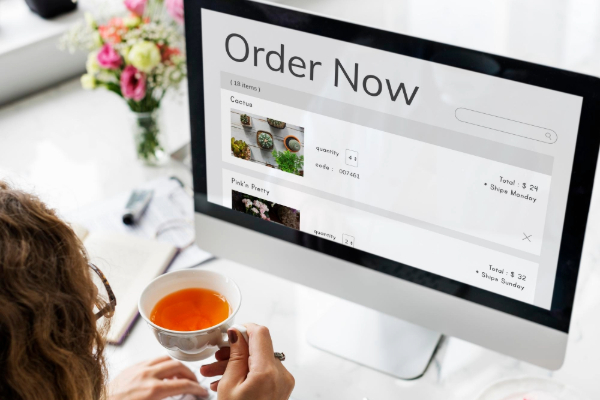 Order Now
( 13 items )
Cactus
quantity 4
code : 007461
Total : $ 24
• Ships Monday
Pink's Pretty
quantity 2
Total : $ 32
• Ships Sunday